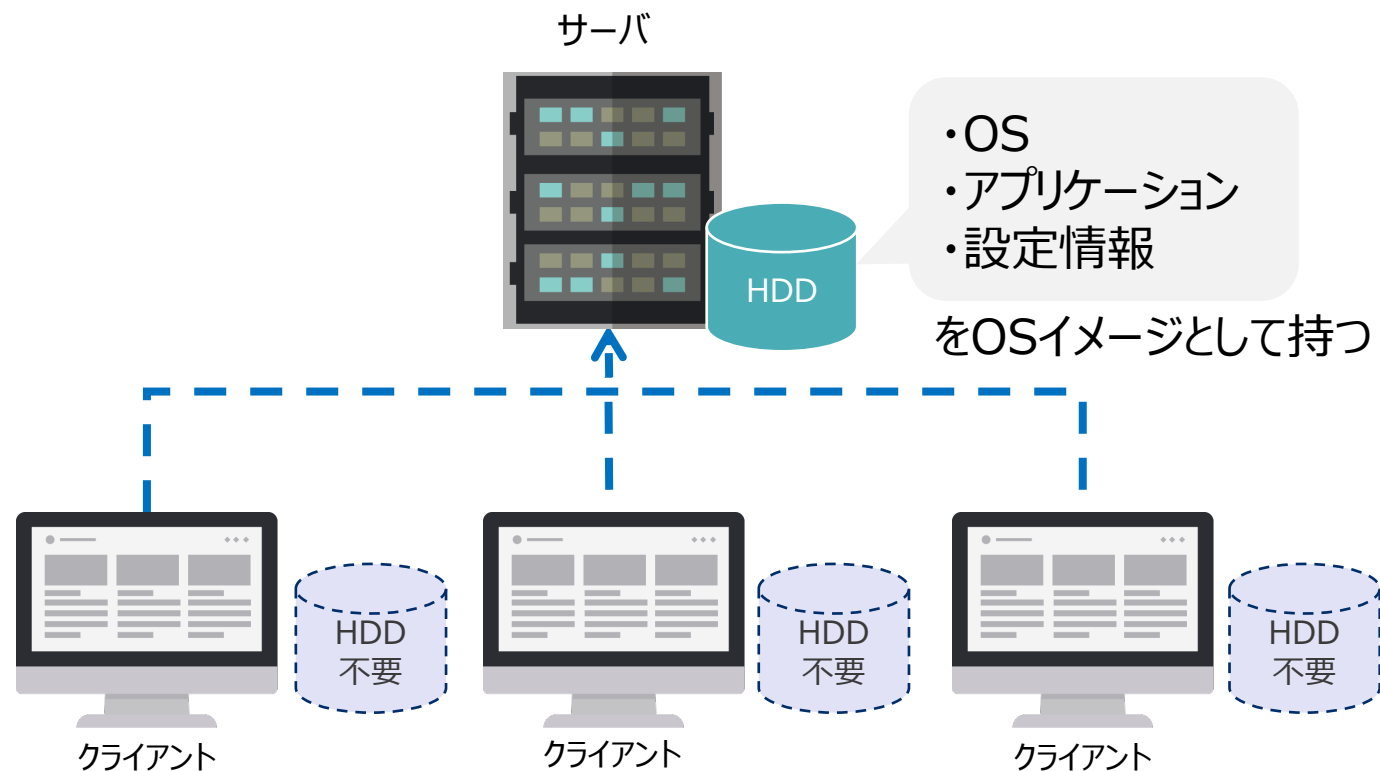 サーバ
・OS
・アプリケーション
・設定情報
HDD
をOSイメージとして持つ
HDD
不要
HDD
不要
HDD
不要
クライアント
クライアント
クライアント